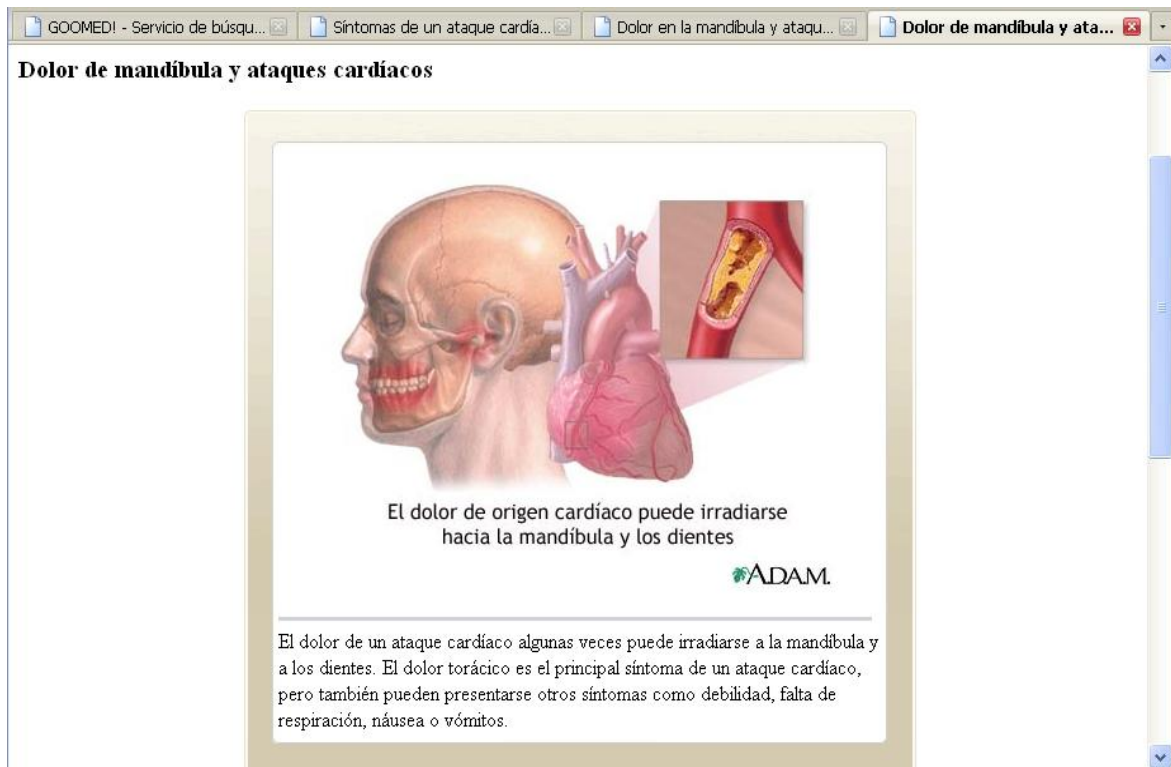 GOOMED! - Servicio de búsqu...
Síntomas de un ataque cardía...
Dolor en la mandíbula y ataqu...
Dolor de mandíbula y ata...
Dolor de mandíbula y ataques cardíacos
El dolor de origen cardíaco puede irradiarse
hacia la mandíbula y los dientes
A.D.A.M.
El dolor de un ataque cardíaco algunas veces puede irradiarse a la mandíbula y
a los dientes. El dolor torácico es el principal síntoma de un ataque cardíaco,
pero también pueden presentarse otros síntomas como debilidad, falta de
respiración, náusea o vómitos.